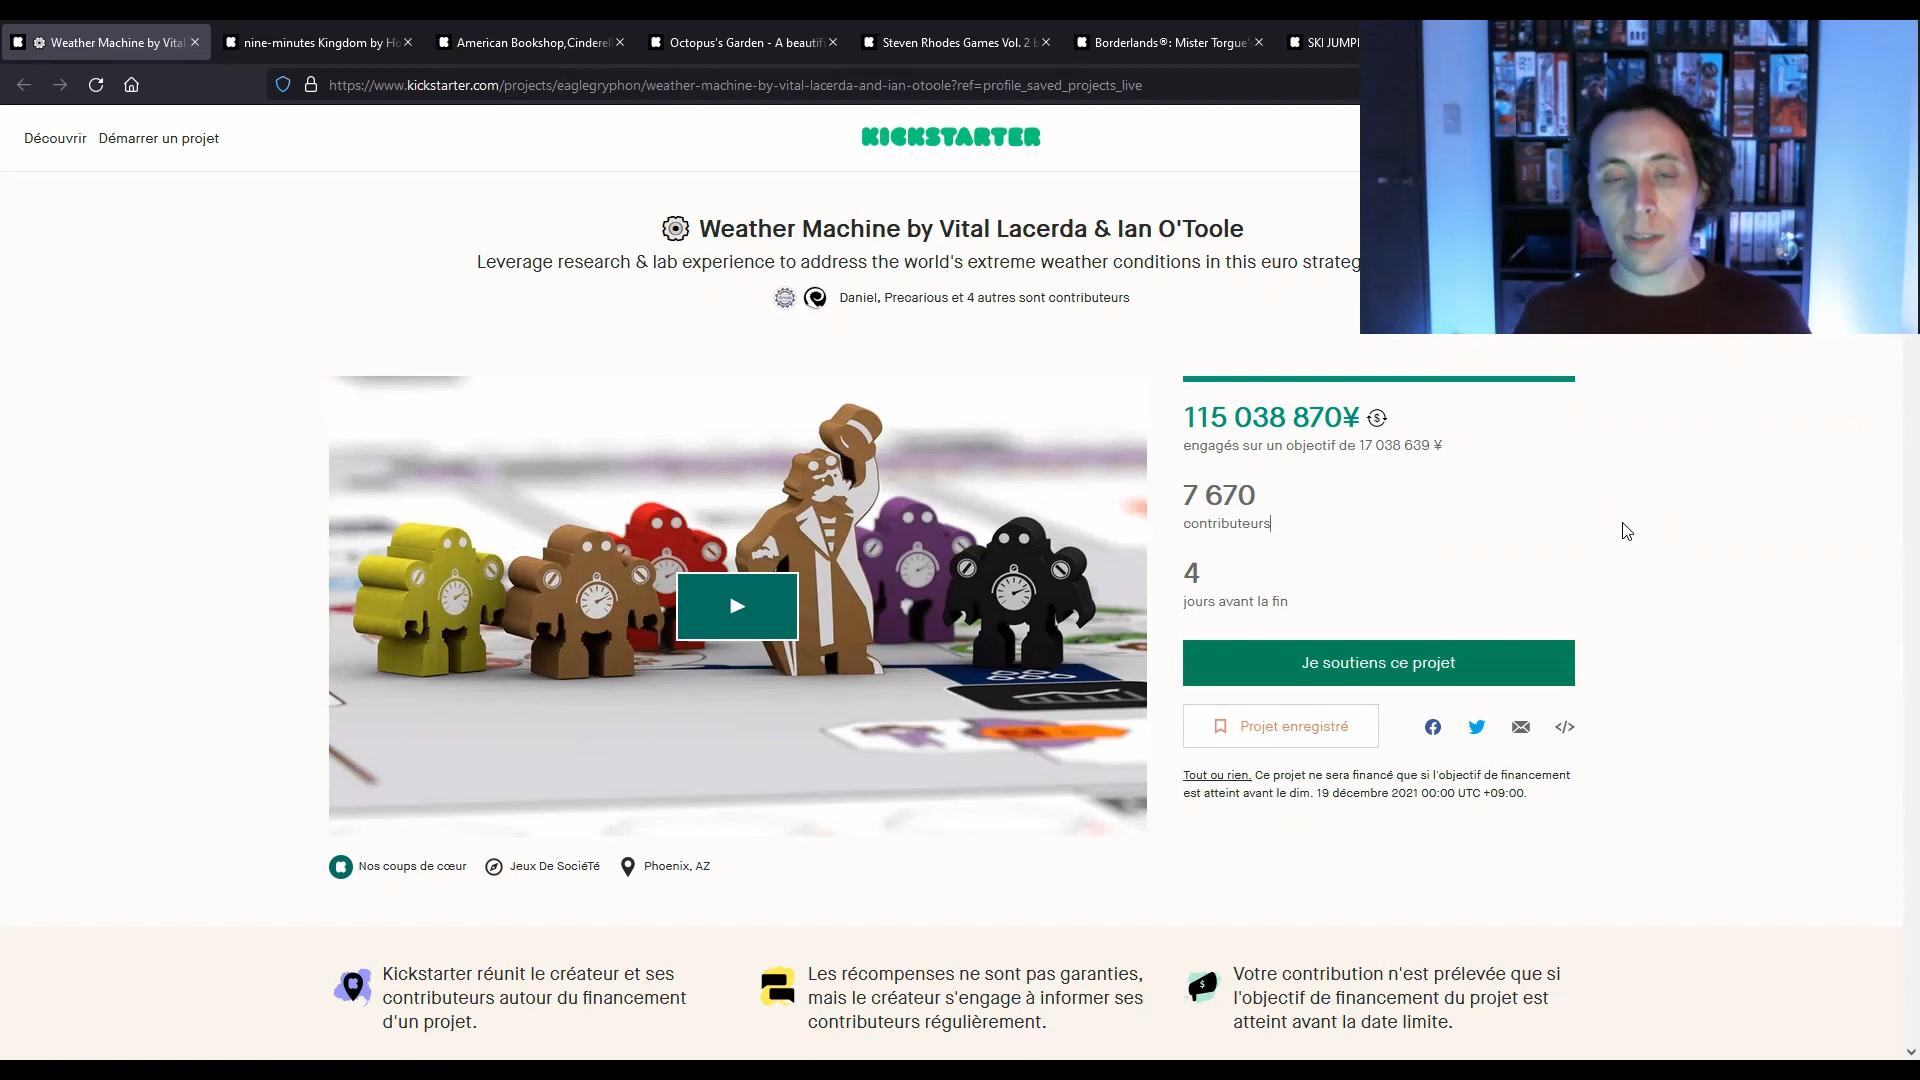 Weather Machine by Vital
nine-minutes Kingdom by Ho
American Bookshop,Cinderel
Octopus's Garden - A beautif
Steven Rhodes Games Vol. 2 b
Borderlands®: Mister Torgue'
SKI JUMPI
https://www.kickstarter.com/projects/eaglegryphon/weather-machine-by-vital-lacerda-and-ian-otoole?ref=profile_saved_projects_live
Découvrir
Démarrer un projet
KICKSTARTER
Weather Machine by Vital Lacerda & Ian O'Toole
Leverage research & lab experience to address the world's extreme weather conditions in this euro strateg
Daniel, Precarious et 4 autres sont contributeurs
115 038 870¥
engagés sur un objectif de 17 038 639 ¥
7 670
contributeurs
4
jours avant la fin
Je soutiens ce projet
Projet enregistré
Tout ou rien. Ce projet ne sera financé que si l'objectif de financement
est atteint avant le dim. 19 décembre 2021 00:00 UTC +09:00.
Nos coups de cœur
Jeux De SociéTé
Phoenix, AZ
Kickstarter réunit le créateur et ses
contributeurs autour du financement
d'un projet.
Les récompenses ne sont pas garanties,
mais le créateur s'engage à informer ses
contributeurs régulièrement.
Votre contribution n'est prélevée que si
l'objectif de financement du projet est
atteint avant la date limite.